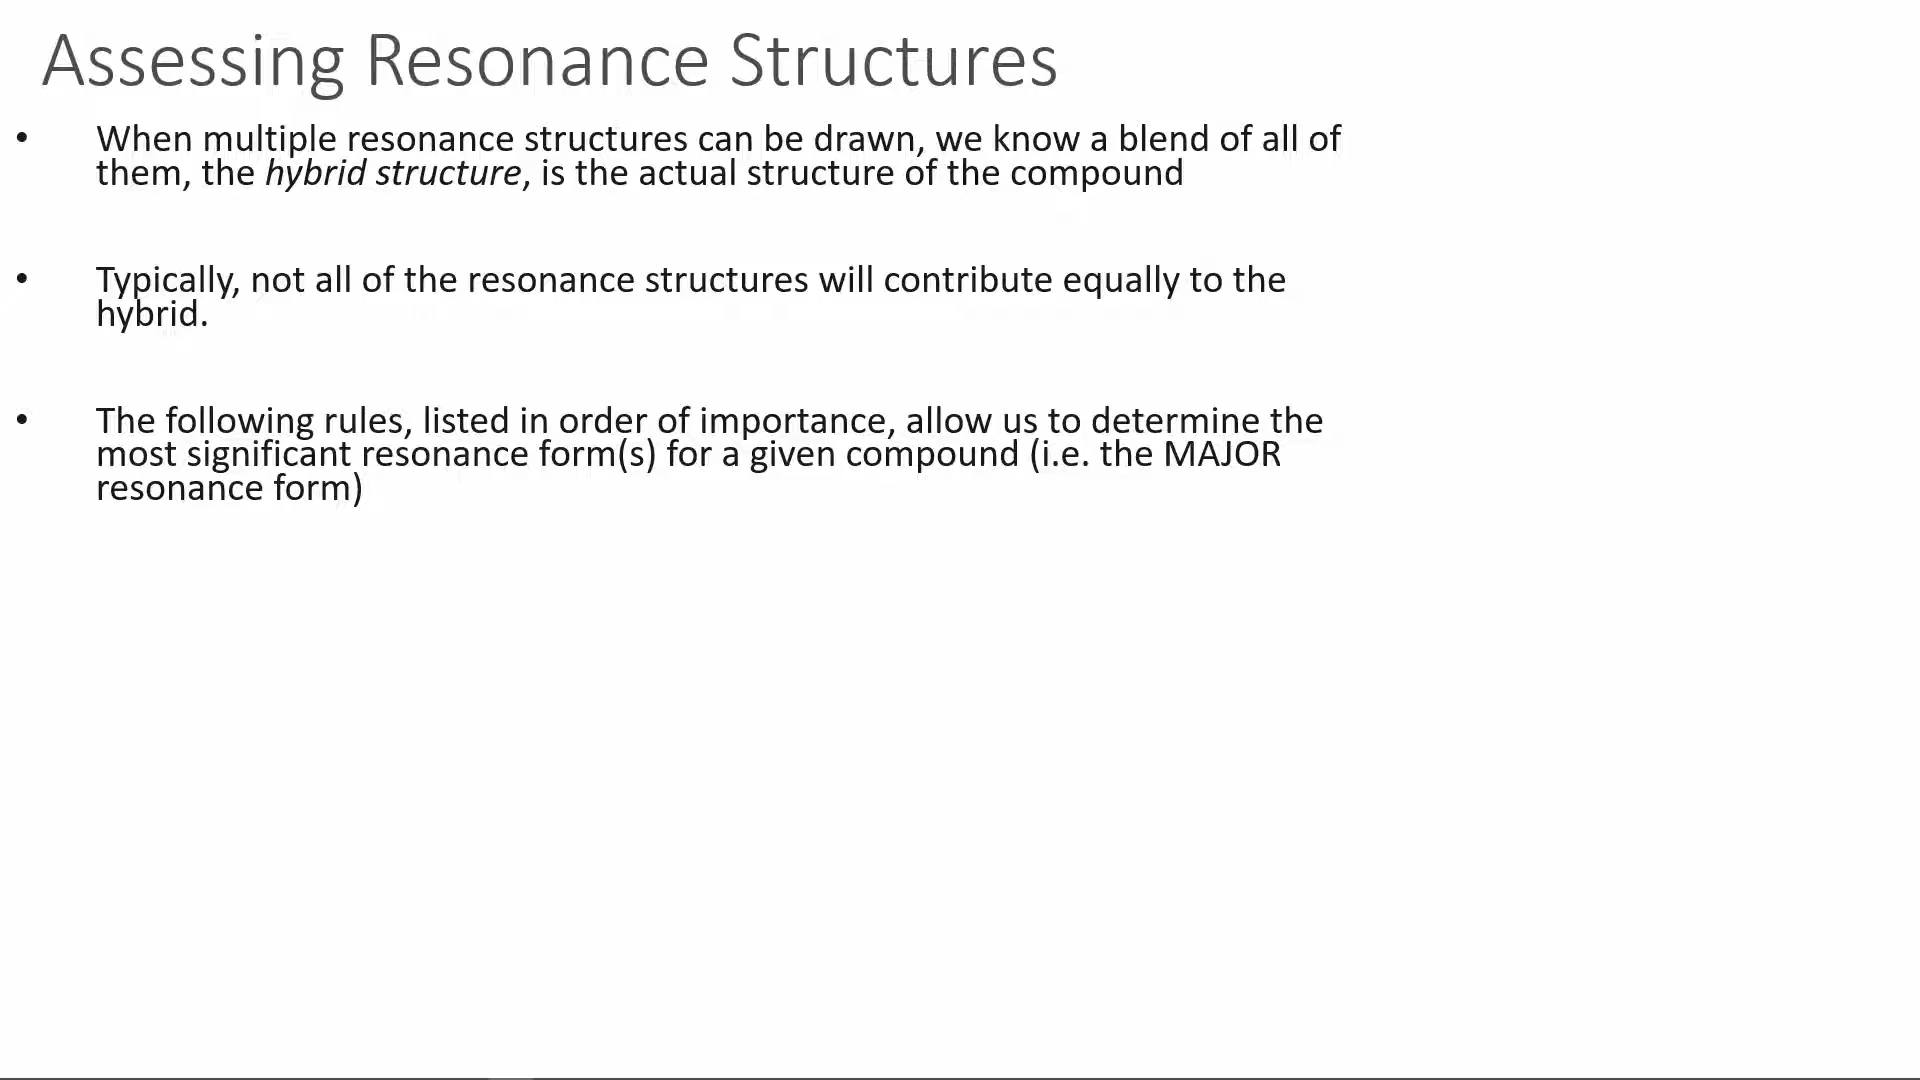 Assessing Resonance Structures
• When multiple resonance structures can be drawn, we know a blend of all of
them, the hybrid structure, is the actual structure of the compound
• Typically, not all of the resonance structures will contribute equally to the
hybrid.
• The following rules, listed in order of importance, allow us to determine the
most significant resonance form(s) for a given compound (i.e. the MAJOR
resonance form)